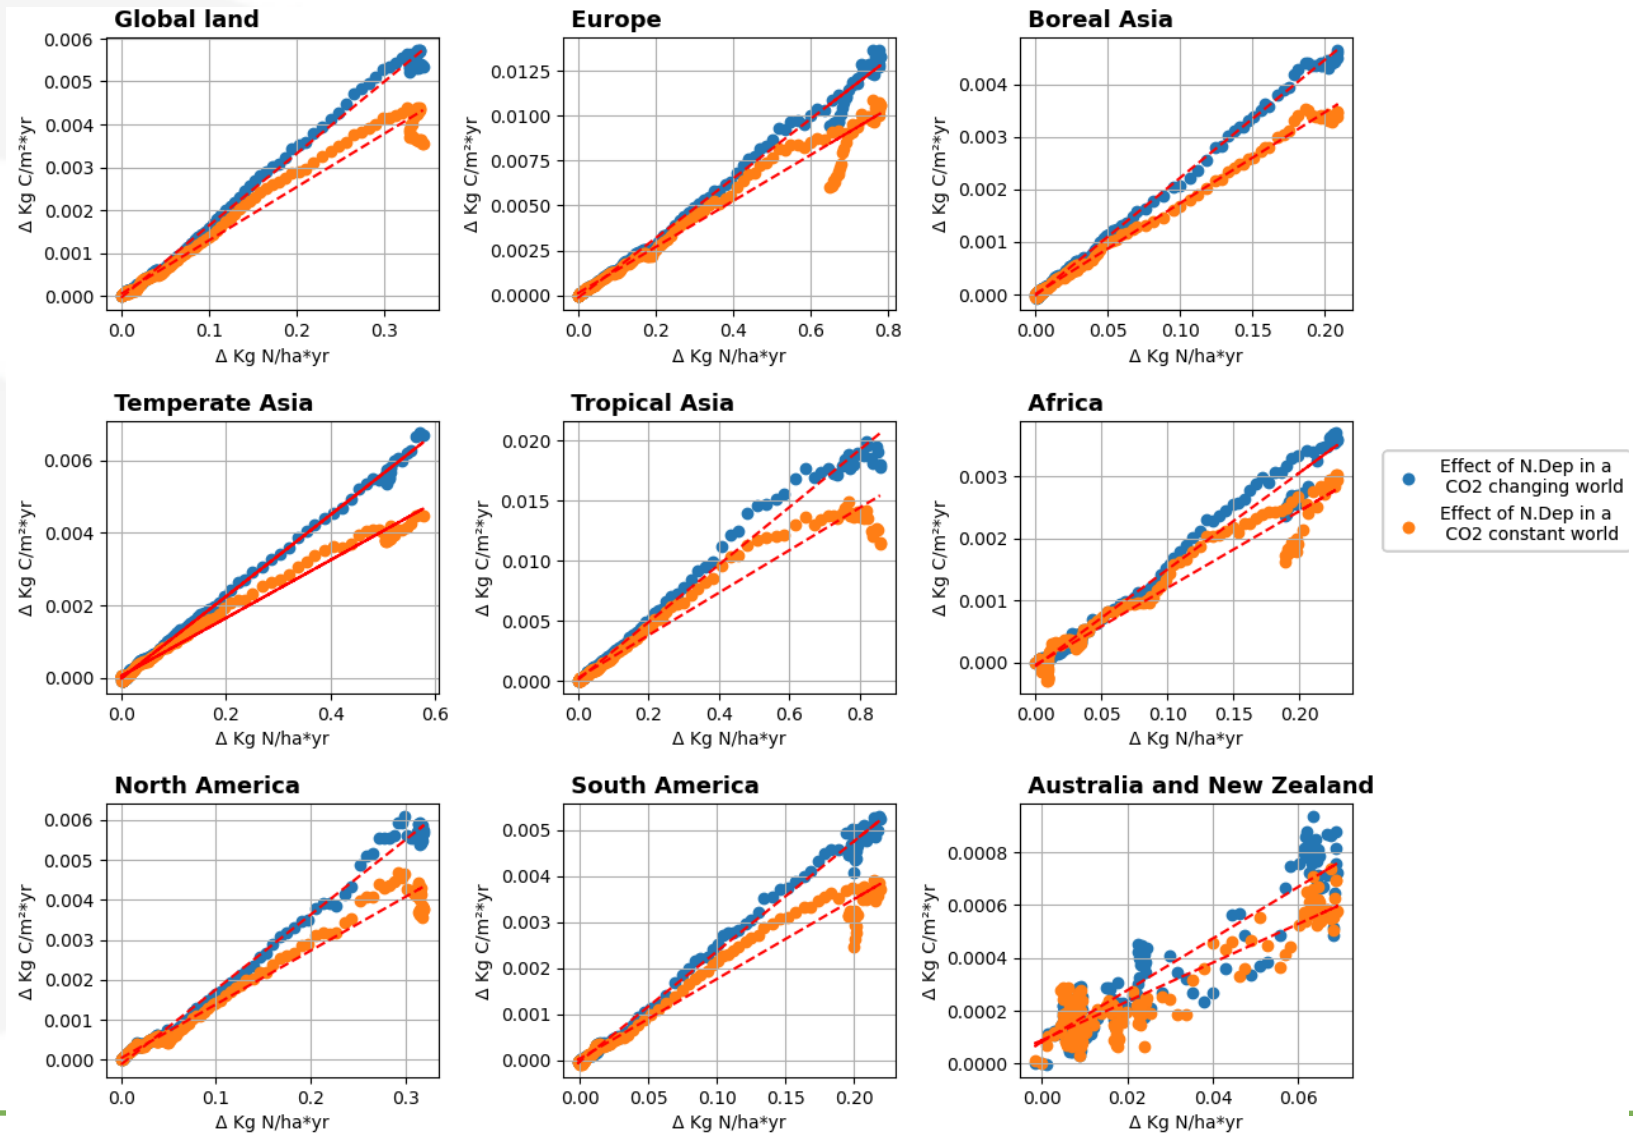 Global land
0.006
0.005
0.004
0.003
0.002
0.001
0.000
Δ Kg C/m²*yr
0.0 0.1 0.2 0.3
Δ Kg N/ha*yr
Europe
0.0125
0.0100
0.0075
0.0050
0.0025
0.0000
Δ Kg C/m²*yr
0.0 0.2 0.4 0.6 0.8
Δ Kg N/ha*yr
Boreal Asia
0.004
0.003
0.002
0.001
0.000
Δ Kg C/m²*yr
0.00 0.05 0.10 0.15 0.20
Δ Kg N/ha*yr
Temperate Asia
0.006
0.004
0.002
0.000
Δ Kg C/m²*yr
0.0 0.2 0.4 0.6
Δ Kg N/ha*yr
Tropical Asia
0.020
0.015
0.010
0.005
0.000
Δ Kg C/m²*yr
0.0 0.2 0.4 0.6 0.8
Δ Kg N/ha*yr
Africa
0.003
0.002
0.001
0.000
Δ Kg C/m²*yr
0.00 0.05 0.10 0.15 0.20
Δ Kg N/ha*yr
Effect of N.Dep in a
CO2 changing world
Effect of N.Dep in a
CO2 constant world
North America
0.006
0.005
0.004
0.003
0.002
0.001
0.000
Δ Kg C/m²*yr
0.0 0.1 0.2 0.3
Δ Kg N/ha*yr
South America
0.005
0.004
0.003
0.002
0.001
0.000
Δ Kg C/m²*yr
0.00 0.05 0.10 0.15 0.20
Δ Kg N/ha*yr
Australia and New Zealand
0.0008
0.0006
0.0004
0.0002
0.0000
Δ Kg C/m²*yr
0.00 0.02 0.04 0.06
Δ Kg N/ha*yr